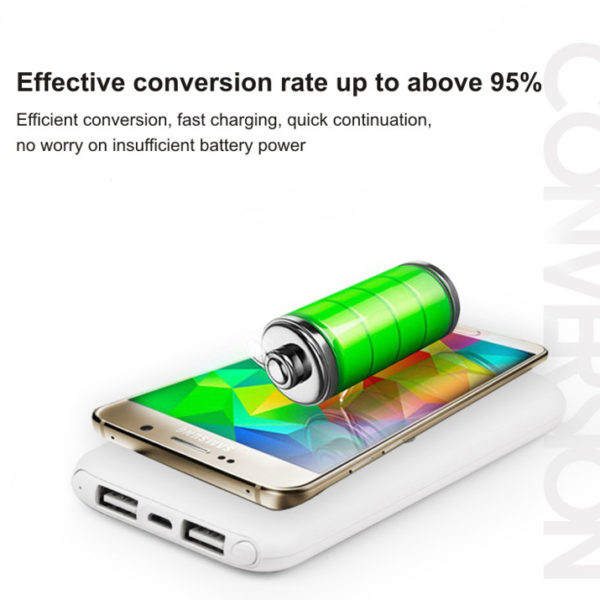 Effective conversion rate up to above 95%
Efficient conversion, fast charging, quick continuation,
no worry on insufficient battery power
CONVERSION
SAMSUNG